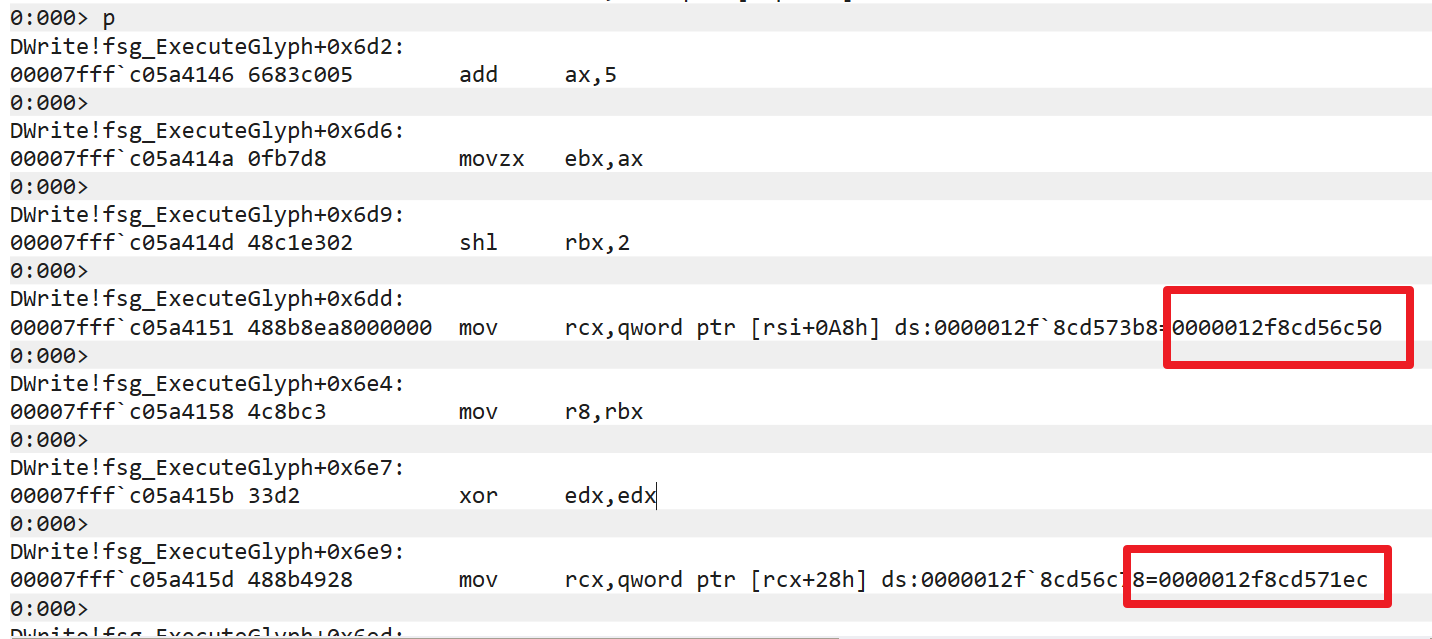 0:000> p
DWrite!fsg_ExecuteGlyph+0x6d2:
00007fff`c05a4146 6683c005        add     ax,5
0:000>
DWrite!fsg_ExecuteGlyph+0x6d6:
00007fff`c05a414a 0fb7d8          movzx   ebx,ax
0:000>
DWrite!fsg_ExecuteGlyph+0x6d9:
00007fff`c05a414d 48c1e302        shl     rbx,2
0:000>
DWrite!fsg_ExecuteGlyph+0x6dd:
00007fff`c05a4151 488b8ea8000000  mov     rcx,qword ptr [rsi+0A8h] ds:0000012f`8cd573b8=0000012f8cd56c50
0:000>
DWrite!fsg_ExecuteGlyph+0x6e4:
00007fff`c05a4158 4c8bc3          mov     r8,rbx
0:000>
DWrite!fsg_ExecuteGlyph+0x6e7:
00007fff`c05a415b 33d2            xor     edx,edx
0:000>
DWrite!fsg_ExecuteGlyph+0x6e9:
00007fff`c05a415d 488b4928        mov     rcx,qword ptr [rcx+28h] ds:0000012f`8cd56c78=0000012f8cd571ec
0:000>
DWrite!fsg_ExecuteGlyph+0x6ed: